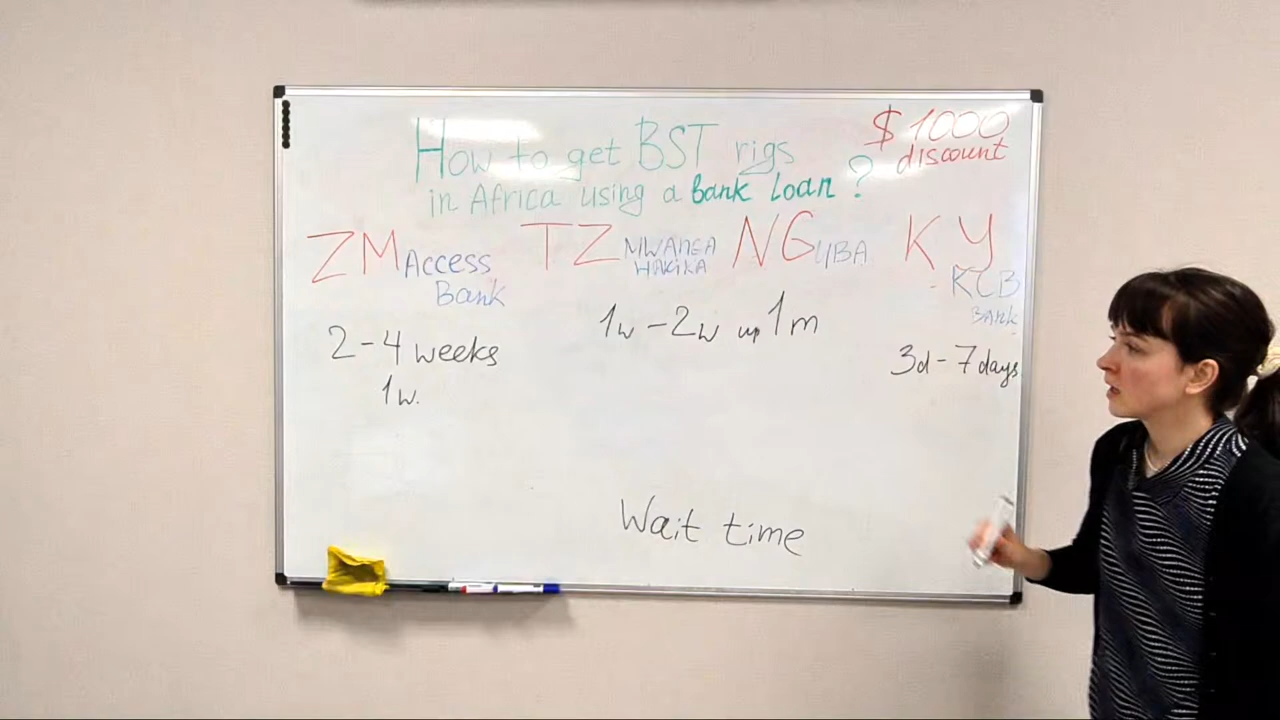 How to get BST rigs
in Africa using a bank loan ?
$ 1000
discount
ZM Access
Bank
TZ MWANGA
HAKIKA
NG UBA
KY
KCB
BANK
2-4 weeks
1w.
1w-2w up 1m
3d-7days
Wait time